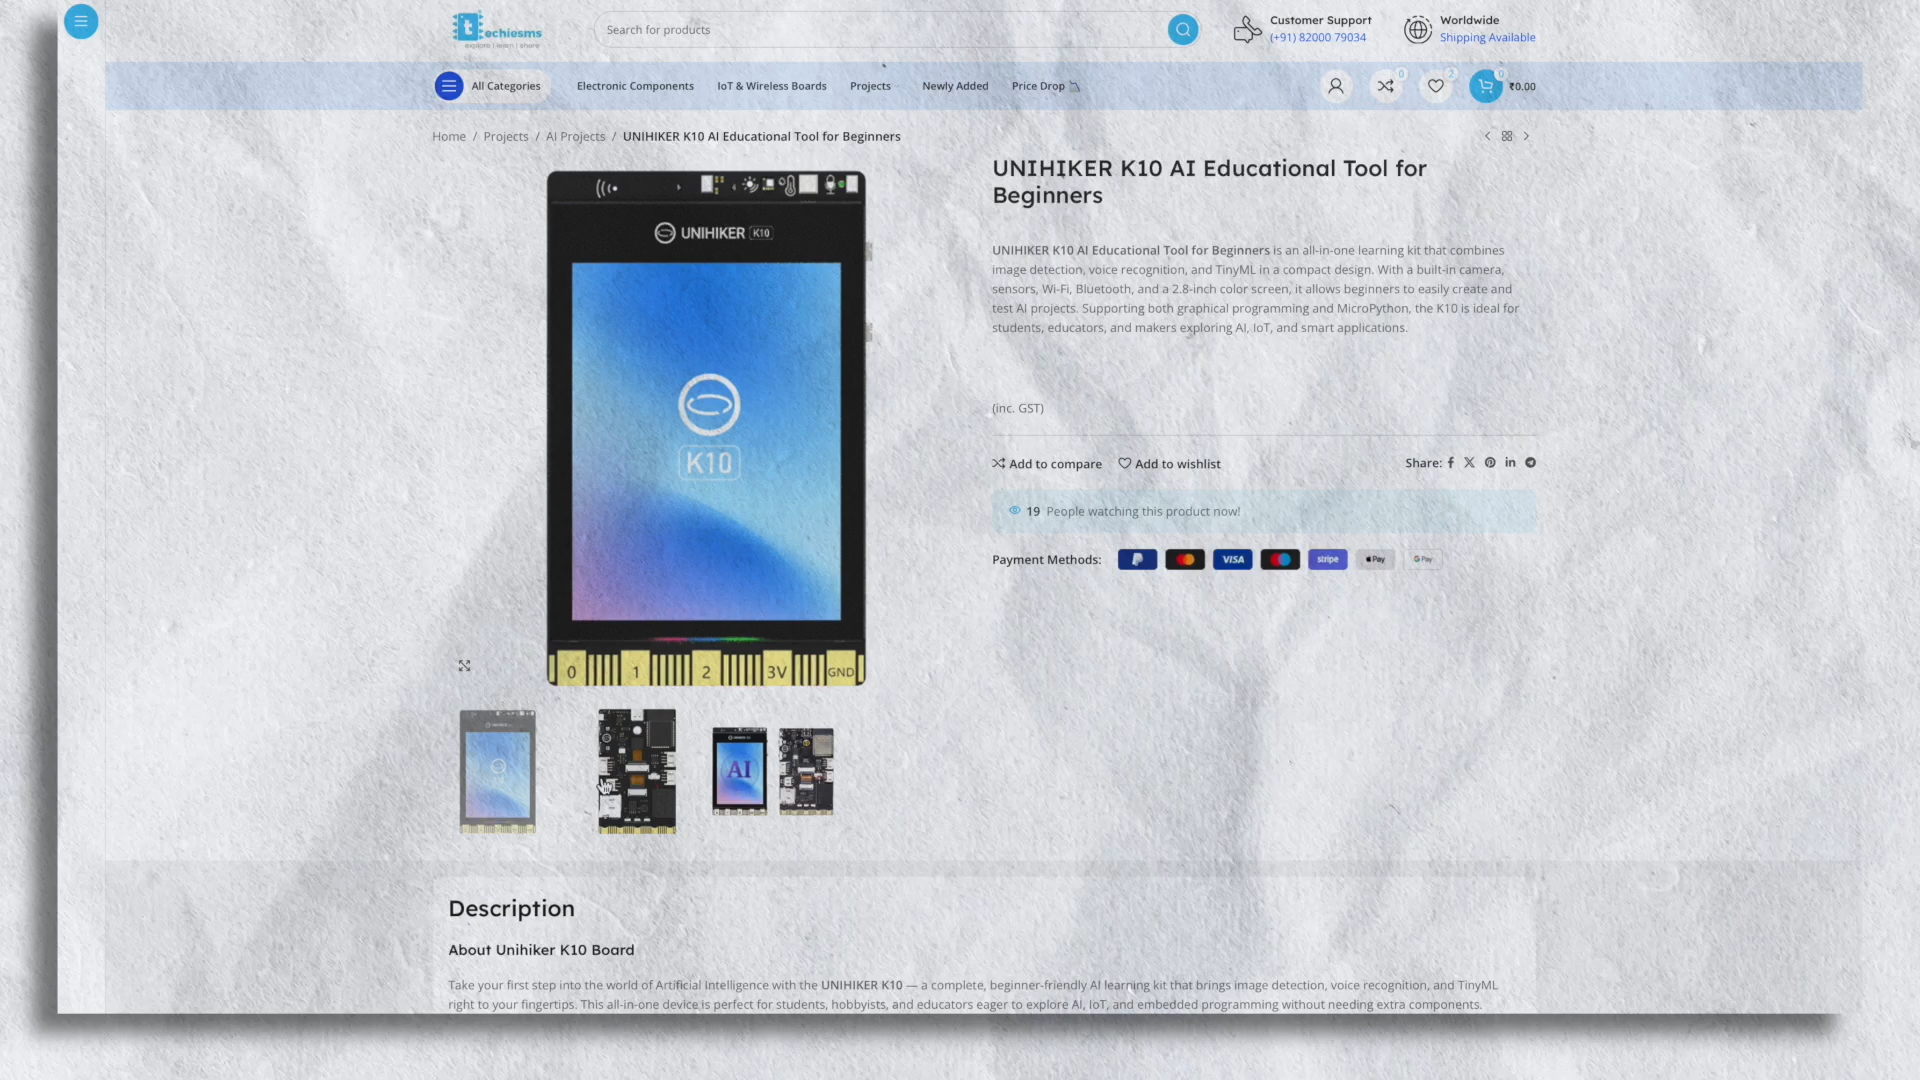 techiesms
explore | learn | share
Search for products
Customer Support
(+91) 82000 79034
Worldwide
Shipping Available
All Categories
Electronic Components
IoT & Wireless Boards
Projects
Newly Added
Price Drop
0
2
0
₹0.00
Home / Projects / AI Projects / UNIHIKER K10 AI Educational Tool for Beginners
UNIHIKER K10
K10
0 1 2 3V GND
AI
UNIHIKER K10 AI Educational Tool for
Beginners
UNIHIKER K10 AI Educational Tool for Beginners is an all-in-one learning kit that combines
image detection, voice recognition, and TinyML in a compact design. With a built-in camera,
sensors, Wi-Fi, Bluetooth, and a 2.8-inch color screen, it allows beginners to easily create and
test AI projects. Supporting both graphical programming and MicroPython, the K10 is ideal for
students, educators, and makers exploring AI, IoT, and smart applications.
(inc. GST)
Add to compare
Add to wishlist
Share:
19 People watching this product now!
Payment Methods:
VISA
stripe
Pay
G Pay
Description
About Unihiker K10 Board
Take your first step into the world of Artificial Intelligence with the UNIHIKER K10 — a complete, beginner-friendly AI learning kit that brings image detection, voice recognition, and TinyML
right to your fingertips. This all-in-one device is perfect for students, hobbyists, and educators eager to explore AI, IoT, and embedded programming without needing extra components.